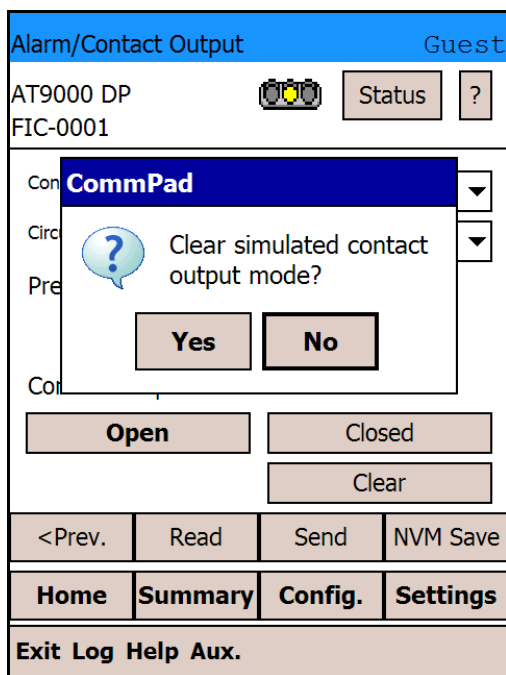 Alarm/Contact Output Guest
AT9000 DP Status ?
FIC-0001
CommPad
Clear simulated contact
output mode?
Yes No
Open Closed
Clear
<Prev. Read Send NVM Save
Home Summary Config. Settings
Exit Log Help Aux.